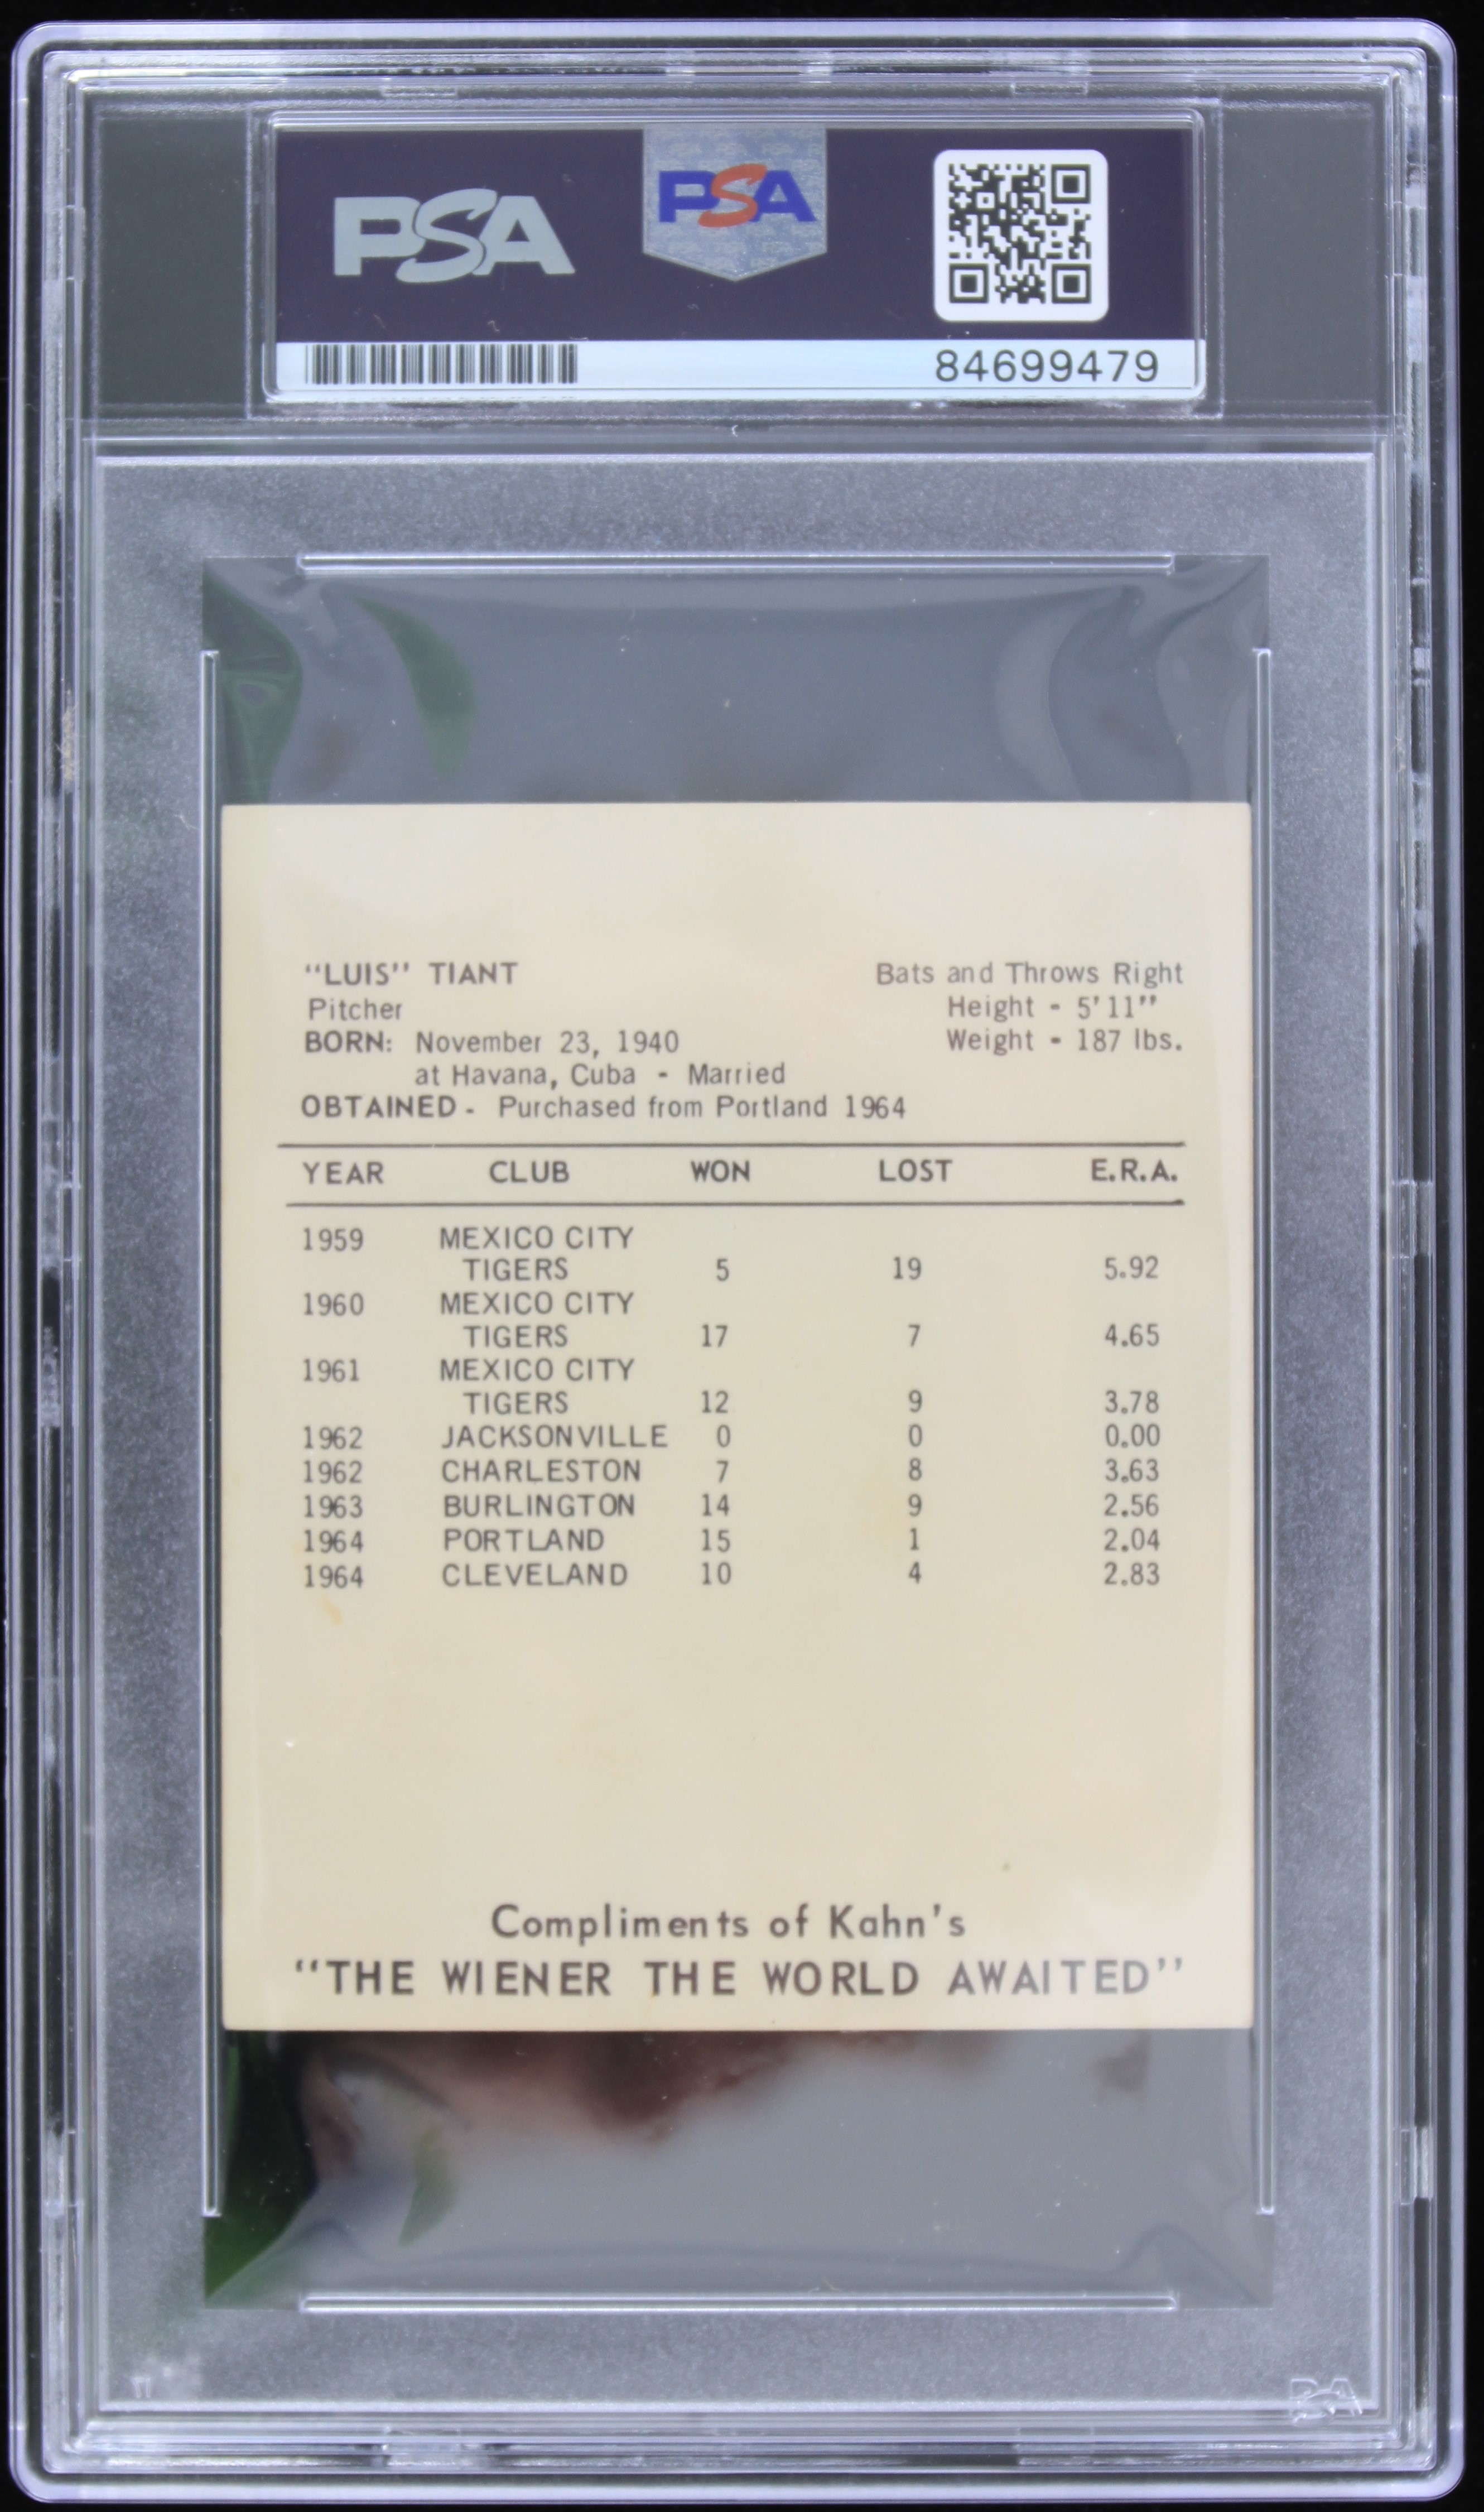 PSA
PSA
84699479
"LUIS" TIANT Bats and Throws Right
Pitcher Height - 5'11"
BORN: November 23, 1940 Weight - 187 lbs.
at Havana, Cuba - Married
OBTAINED - Purchased from Portland 1964
YEAR CLUB WON LOST E.R.A.
1959 MEXICO CITY
TIGERS 5 19 5.92
1960 MEXICO CITY
TIGERS 17 7 4.65
1961 MEXICO CITY
TIGERS 12 9 3.78
1962 JACKSONVILLE 0 0 0.00
1962 CHARLESTON 7 8 3.63
1963 BURLINGTON 14 9 2.56
1964 PORTLAND 15 1 2.04
1964 CLEVELAND 10 4 2.83
Compliments of Kahn's
"THE WIENER THE WORLD AWAITED"
PSA